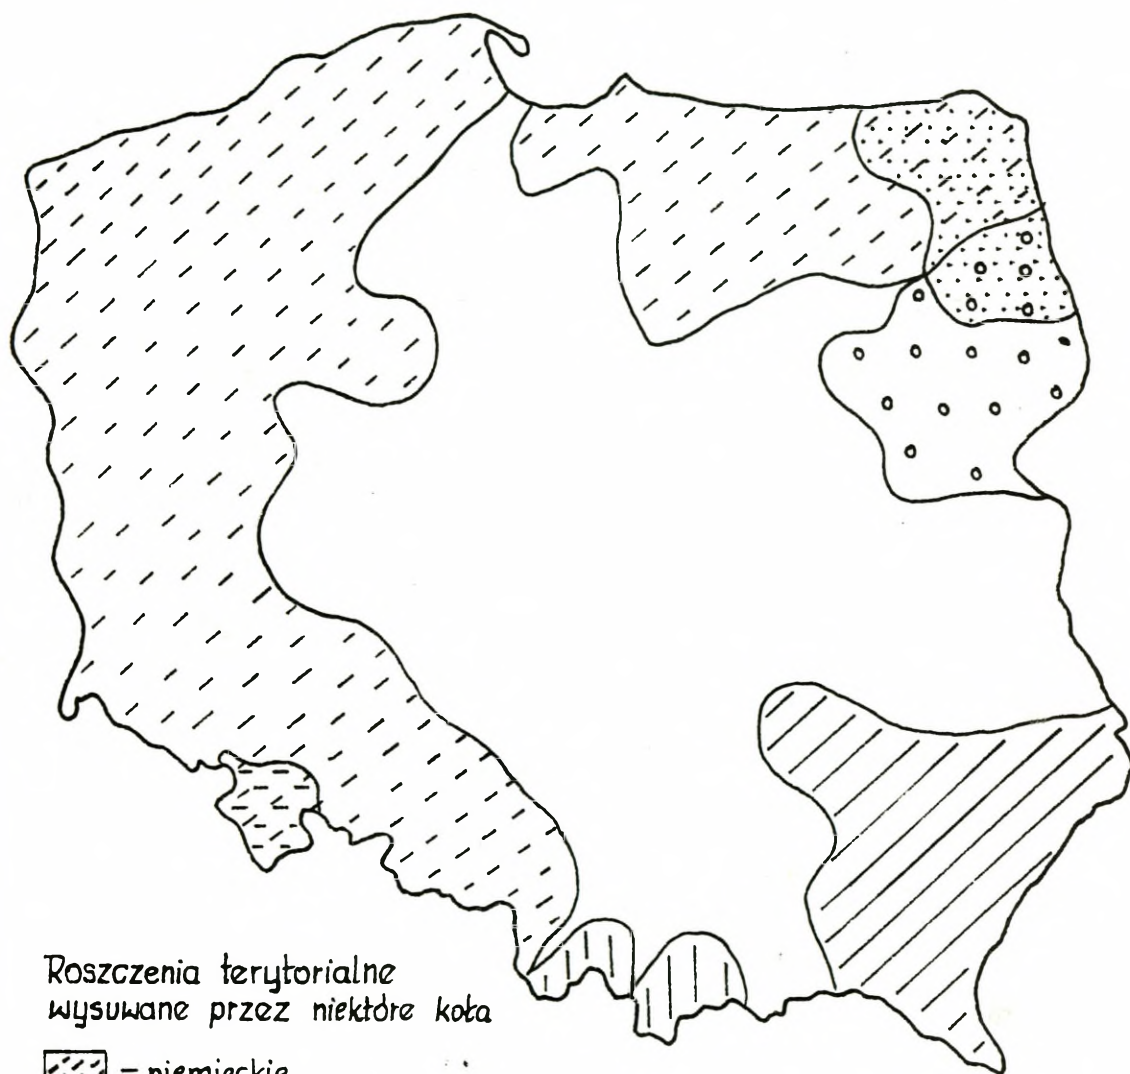 Roszczenia terytorialne
wysuwane przez niektóre koła
– niemieckie